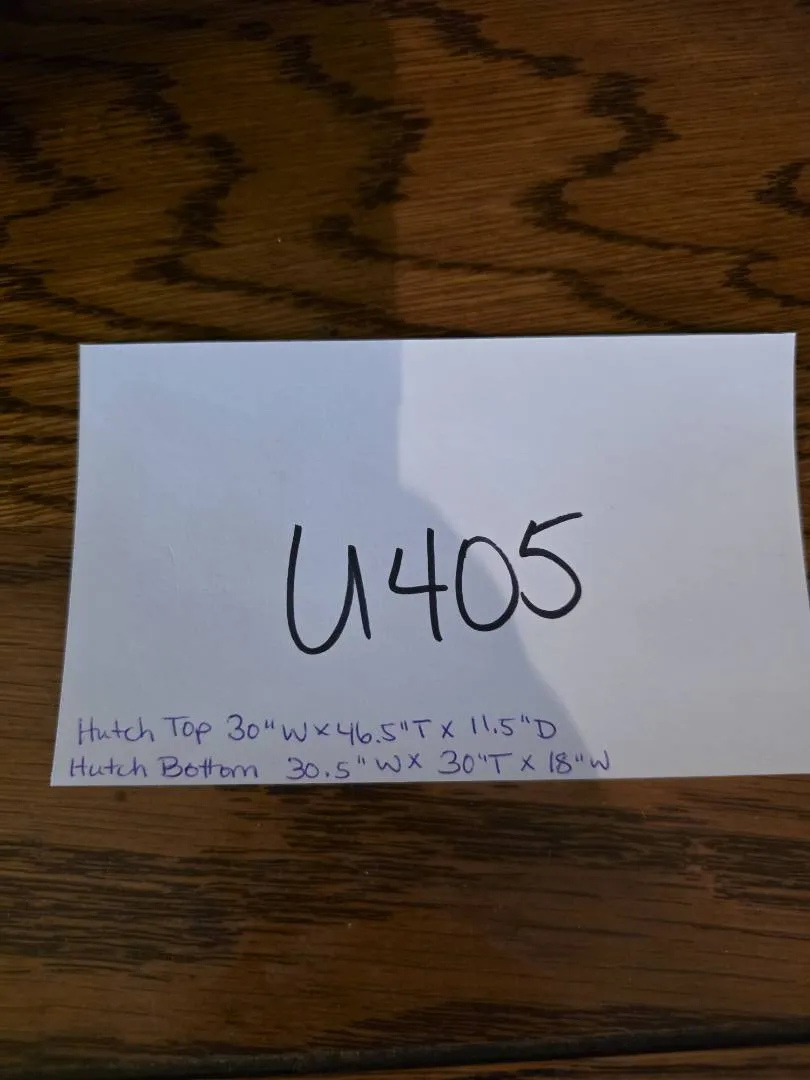 U405
Hutch Top 30"W x 46.5"T x 11.5"D
Hutch Bottom 30.5"W x 30"T x 18"W